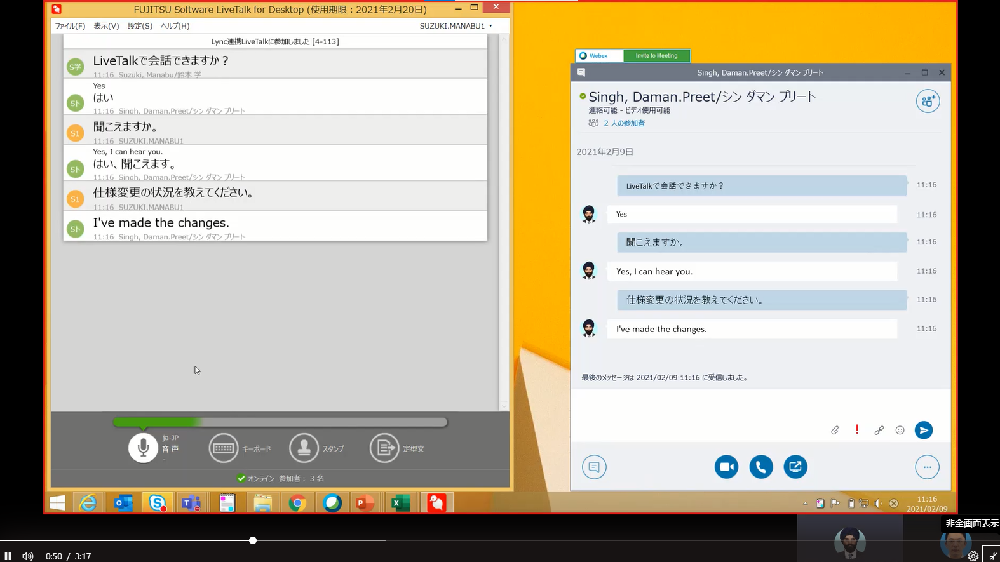 FUJITSU Software LiveTalk for Desktop (使用期限：2021年2月20日)
ファイル(F) 表示(V) 設定(S) ヘルプ(H)
SUZUKI.MANABU1
Lync連携LiveTalkに参加しました [4-113]
S学
LiveTalkで会話できますか？
11:16 Suzuki, Manabu/鈴木 学
Yes
Sト
はい
11:16 Singh, Daman.Preet/シン ダマン プリート
S1
聞こえますか。
11:16 SUZUKI.MANABU1
Yes, I can hear you.
Sト
はい、聞こえます。
11:16 Singh, Daman.Preet/シン ダマン プリート
S1
仕様変更の状況を教えてください。
11:16 SUZUKI.MANABU1
Sト
I've made the changes.
11:16 Singh, Daman.Preet/シン ダマン プリート
ja-JP
音声
-
キーボード
スタンプ
定型文
オンライン 参加者： 3 名
Webex
Invite to Meeting
Singh, Daman.Preet/シン ダマン プリート
Singh, Daman.Preet/シン ダマン プリート
連絡可能 - ビデオ使用可能
2 人の参加者
2021年2月9日
LiveTalkで会話できますか？ 11:16
Yes 11:16
聞こえますか。 11:16
Yes, I can hear you. 11:16
仕様変更の状況を教えてください。 11:16
I've made the changes. 11:16
最後のメッセージは 2021/02/09 11:16 に受信しました。
11:16
2021/02/09
非全画面表示
0:50 / 3:17